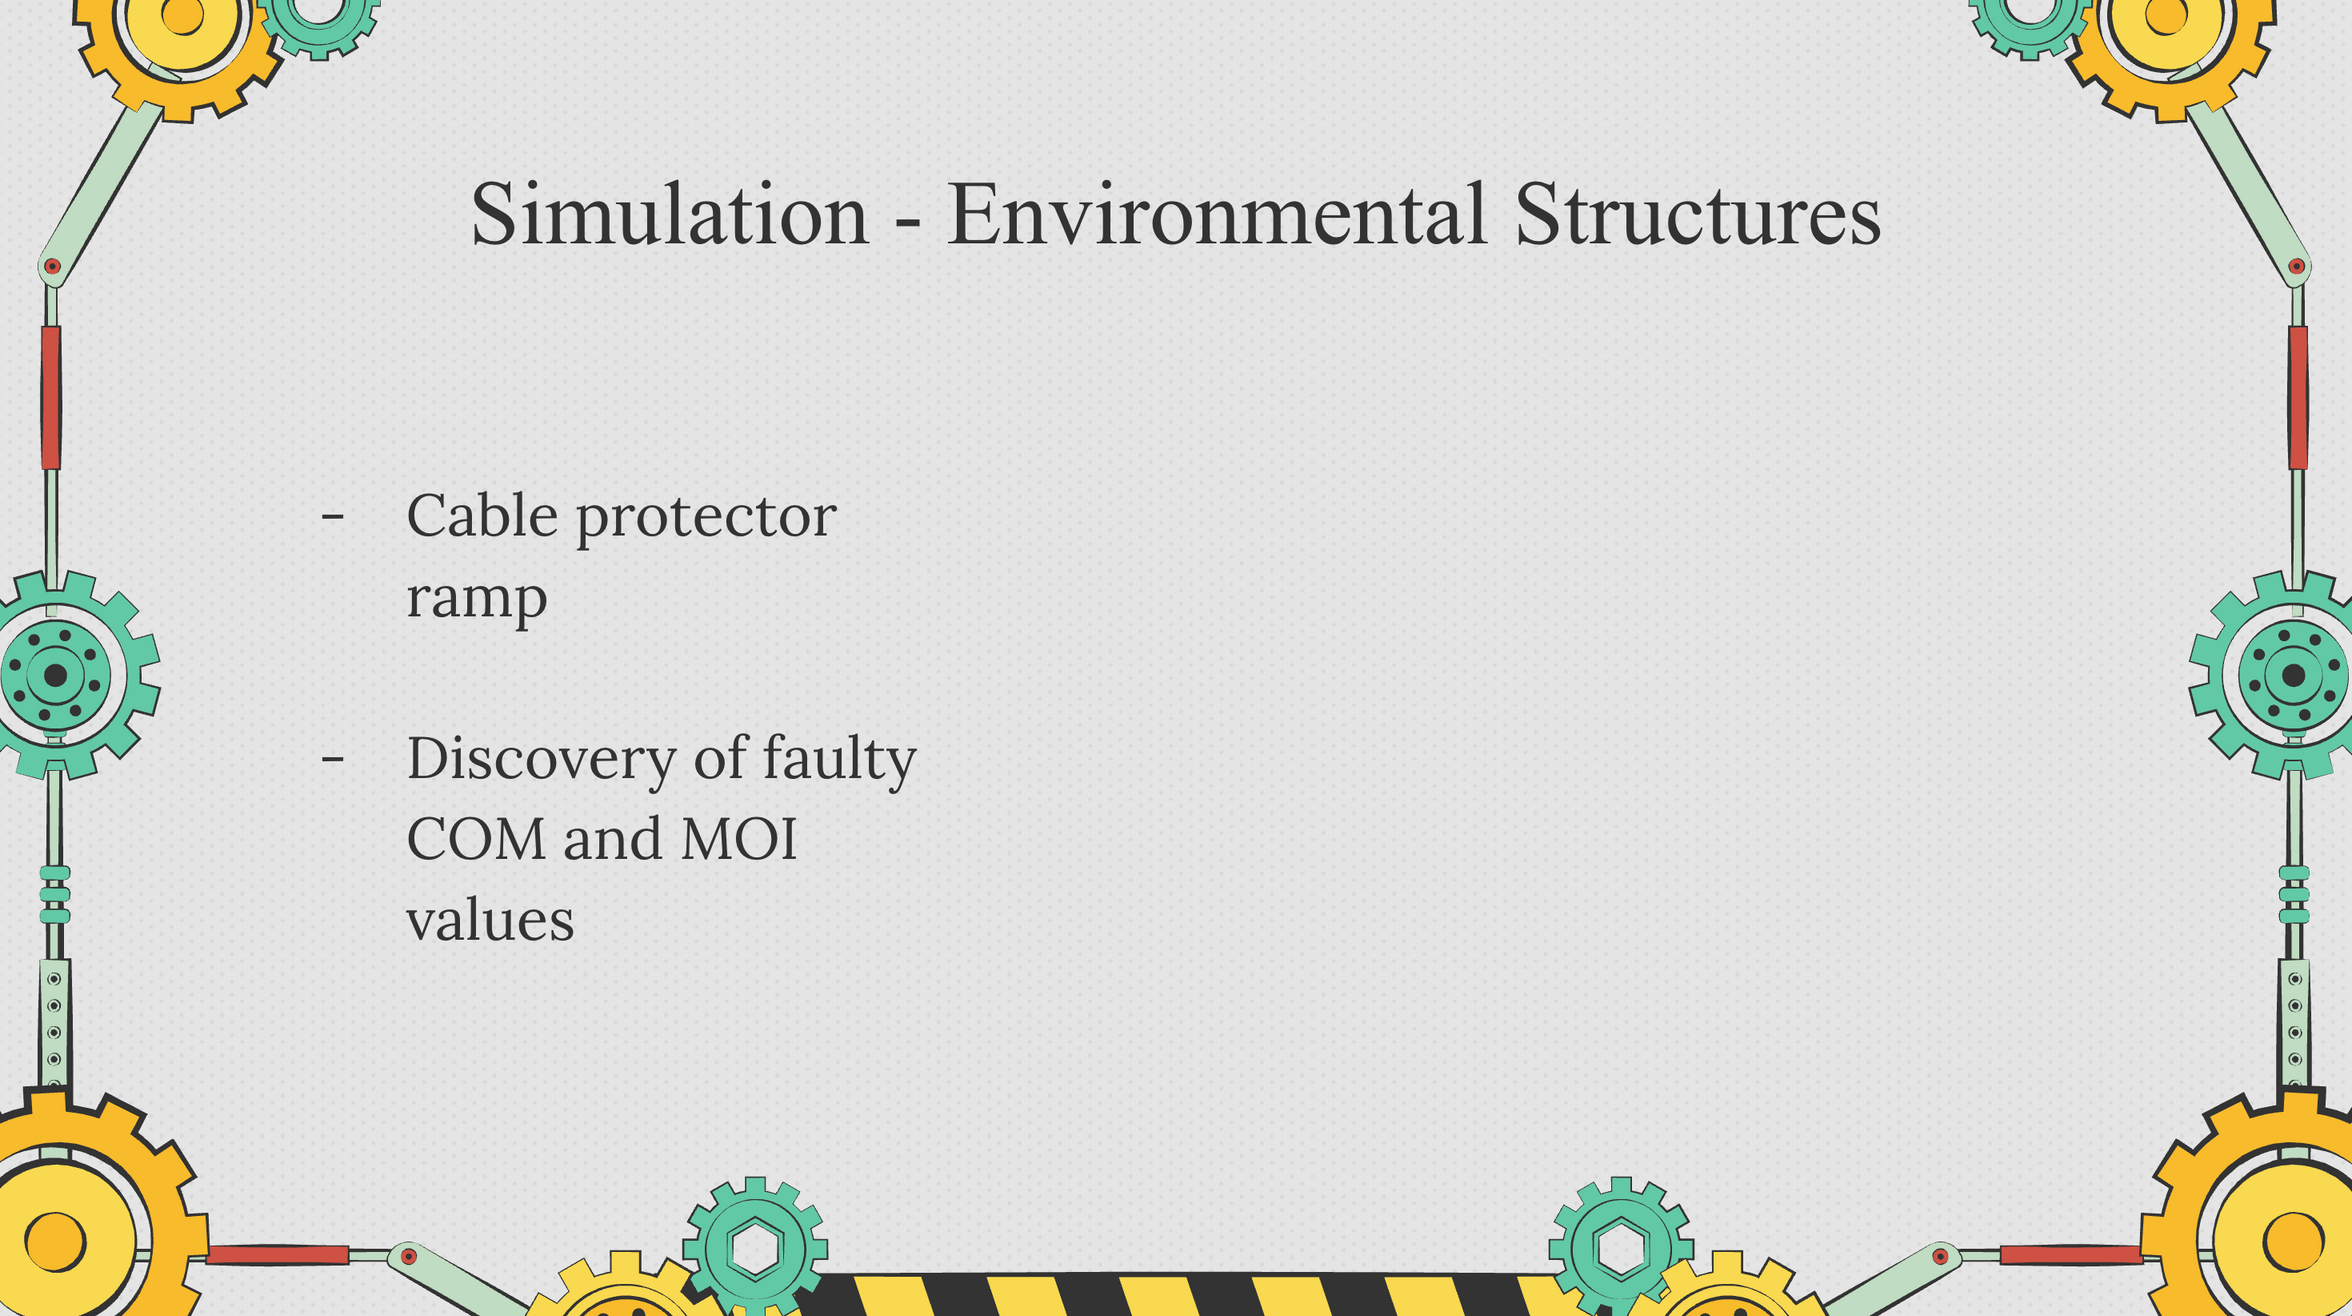 Simulation - Environmental Structures
- Cable protector
ramp
- Discovery of faulty
COM and MOI
values